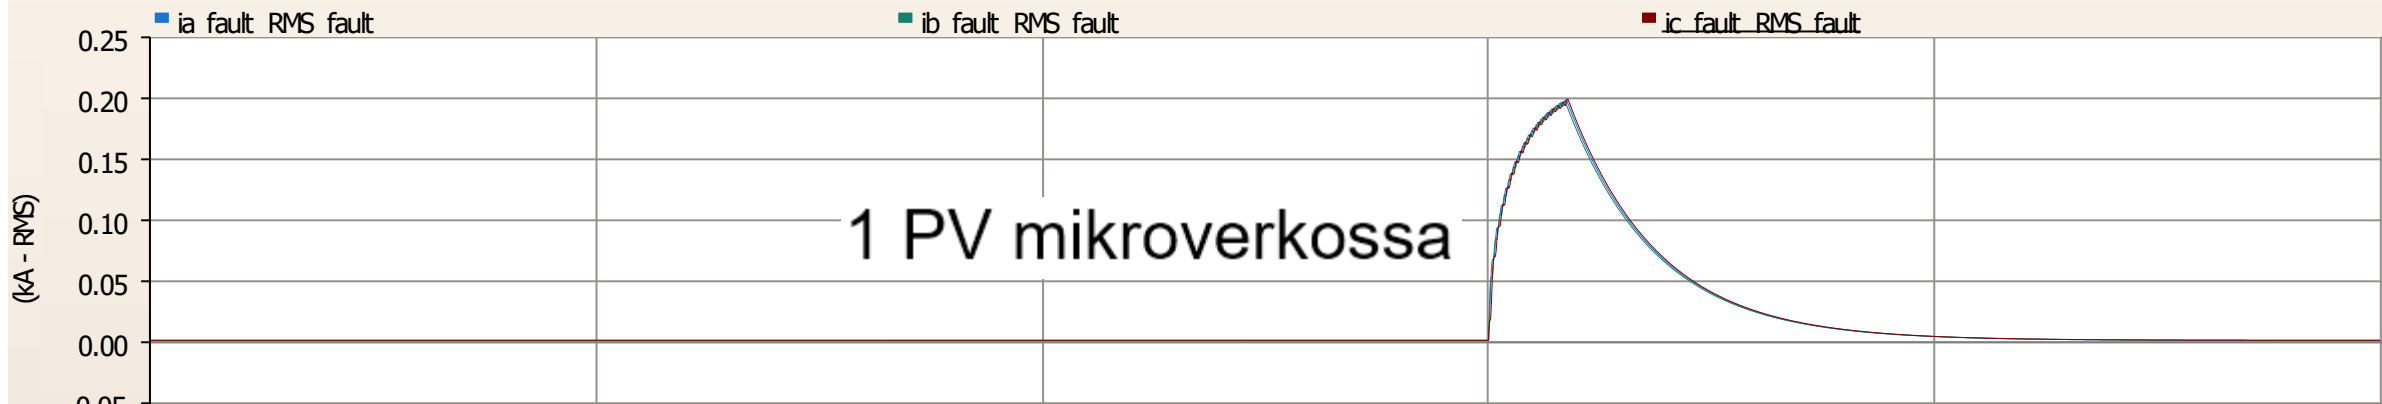 ia fault RMS fault
ib fault RMS fault
ic fault RMS fault
0.25
0.20
0.15
0.10
0.05
0.00
(kA - RMS)
1 PV mikroverkossa